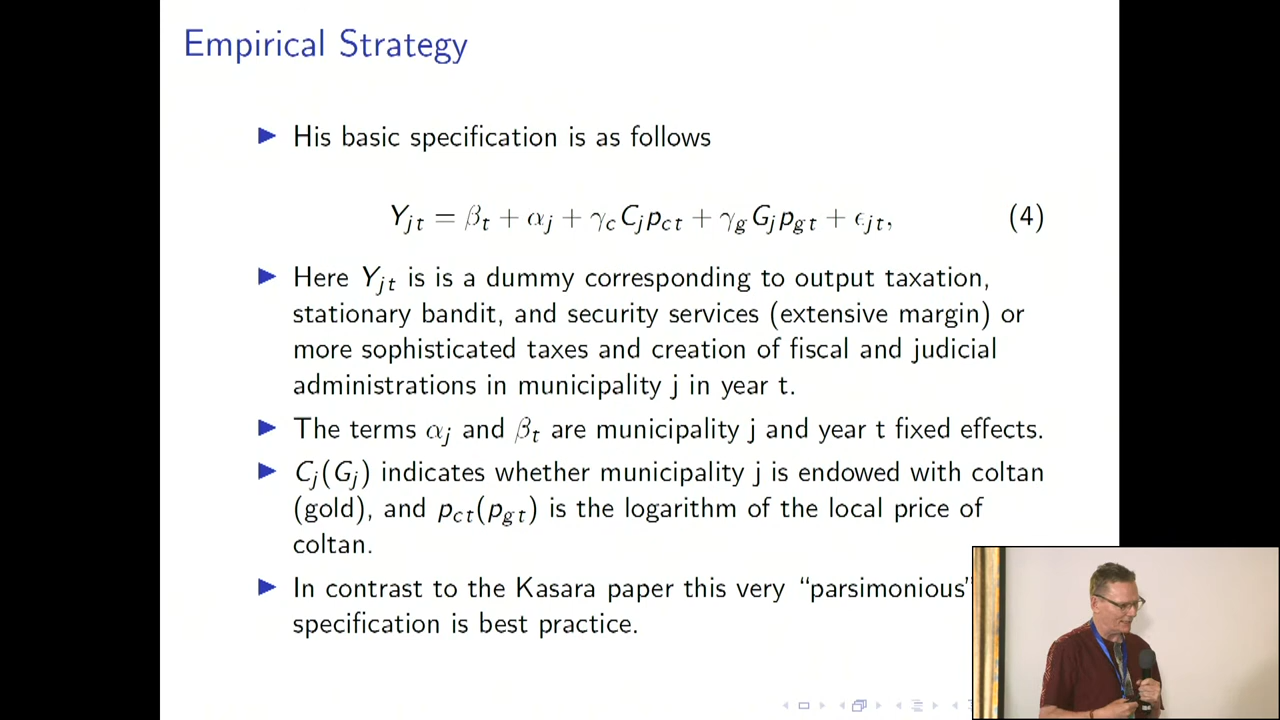 Empirical Strategy
▶ His basic specification is as follows
Y_{jt} = β_t + α_j + γ_c C_j p_{ct} + γ_g G_j p_{gt} + ϵ_{jt}, (4)
▶ Here Y_{jt} is is a dummy corresponding to output taxation,
stationary bandit, and security services (extensive margin) or
more sophisticated taxes and creation of fiscal and judicial
administrations in municipality j in year t.
▶ The terms α_j and β_t are municipality j and year t fixed effects.
▶ C_j(G_j) indicates whether municipality j is endowed with coltan
(gold), and p_{ct}(p_{gt}) is the logarithm of the local price of
coltan.
▶ In contrast to the Kasara paper this very “parsimonious”
specification is best practice.